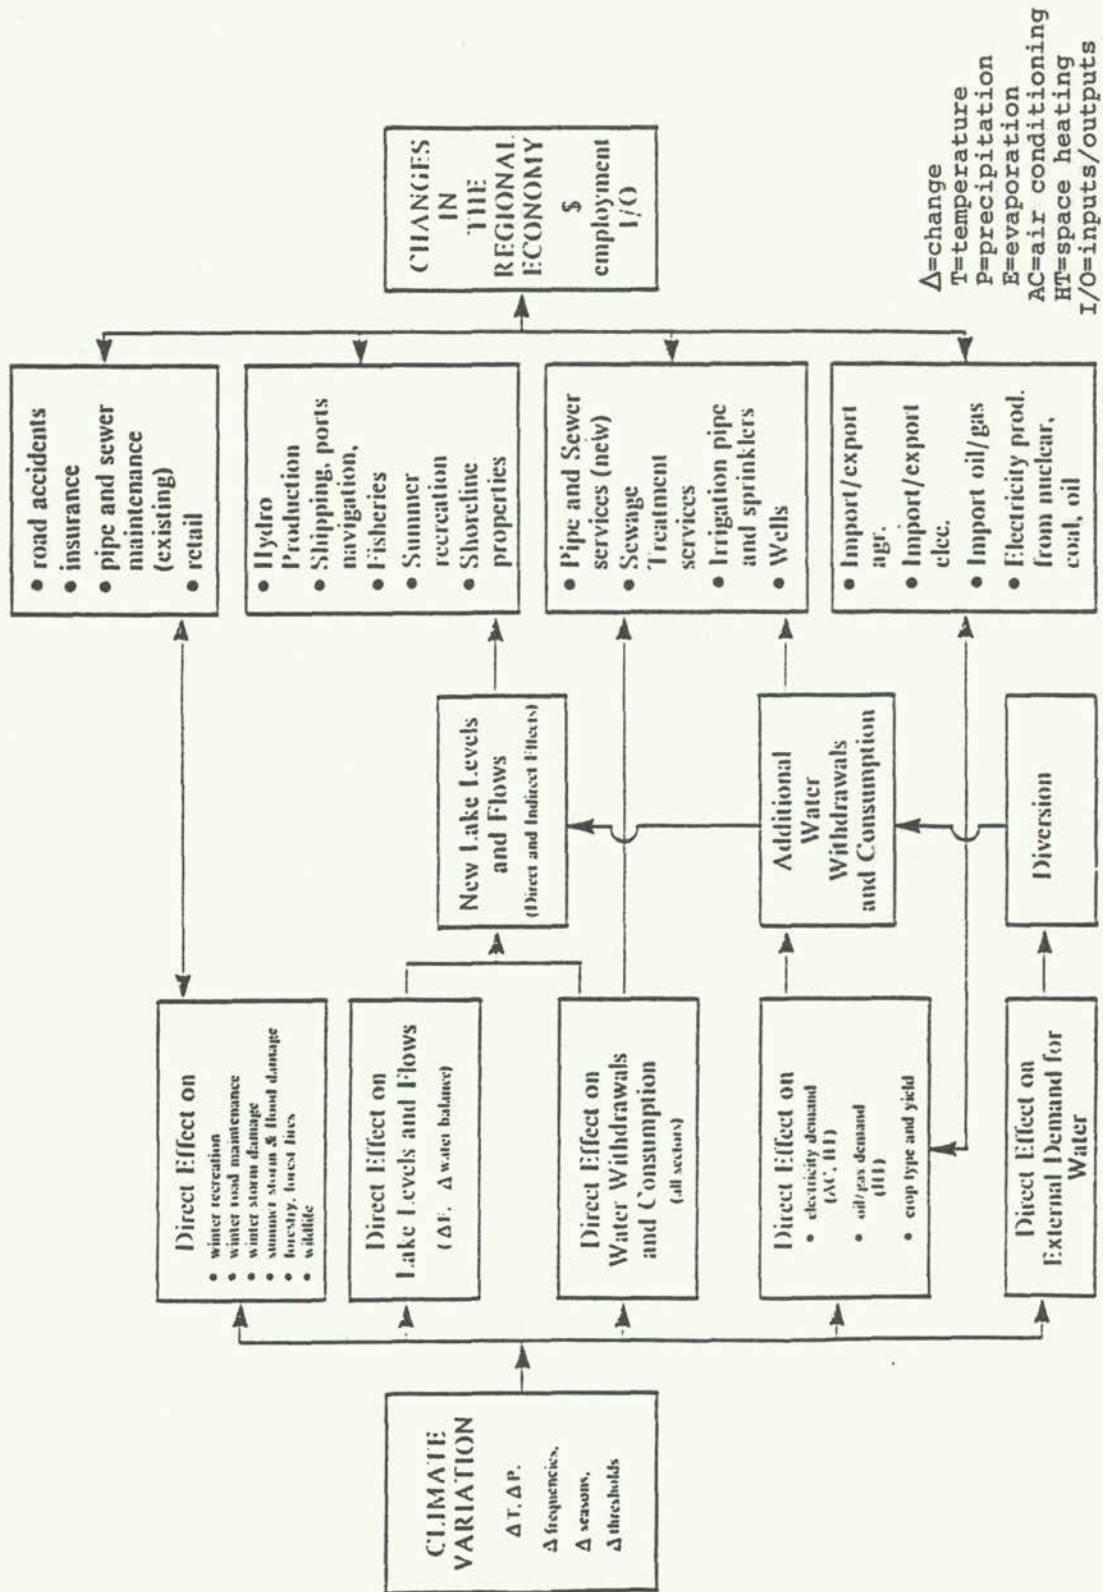 CLIMATE
VARIATION
ΔT, ΔP.
Δ frequencies,
Δ seasons,
Δ thresholds
Direct Effect on
• winter recreation
• winter road maintenance
• winter storm damage
• summer storm & flood damage
• forestry, forest fires
• wildlife
Direct Effect on
Lake Levels and Flows
(ΔE, Δ water balance)
Direct Effect on
Water Withdrawals
and Consumption
(all sectors)
Direct Effect on
• electricity demand
(AC, HT)
• oil/gas demand
(HT)
• crop type and yield
Direct Effect on
External Demand for
Water
New Lake Levels
and Flows
(Direct and Indirect Effects)
Additional
Water
Withdrawals
and Consumption
Diversion
• road accidents
• insurance
• pipe and sewer
maintenance
(existing)
• retail
• Hydro
Production
• Shipping, ports
navigation,
• Fisheries
• Summer
recreation
• Shoreline
properties
• Pipe and Sewer
services (new)
• Sewage
Treatment
services
• Irrigation pipe
and sprinklers
• Wells
• Import/export
agr.
• Import/export
elec.
• Import oil/gas
• Electricity prod.
from nuclear,
coal, oil
CHANGES
IN
THE
REGIONAL
ECONOMY
$
employment
I/O
Δ=change
T=temperature
P=precipitation
E=evaporation
AC=air conditioning
HT=space heating
I/O=inputs/outputs